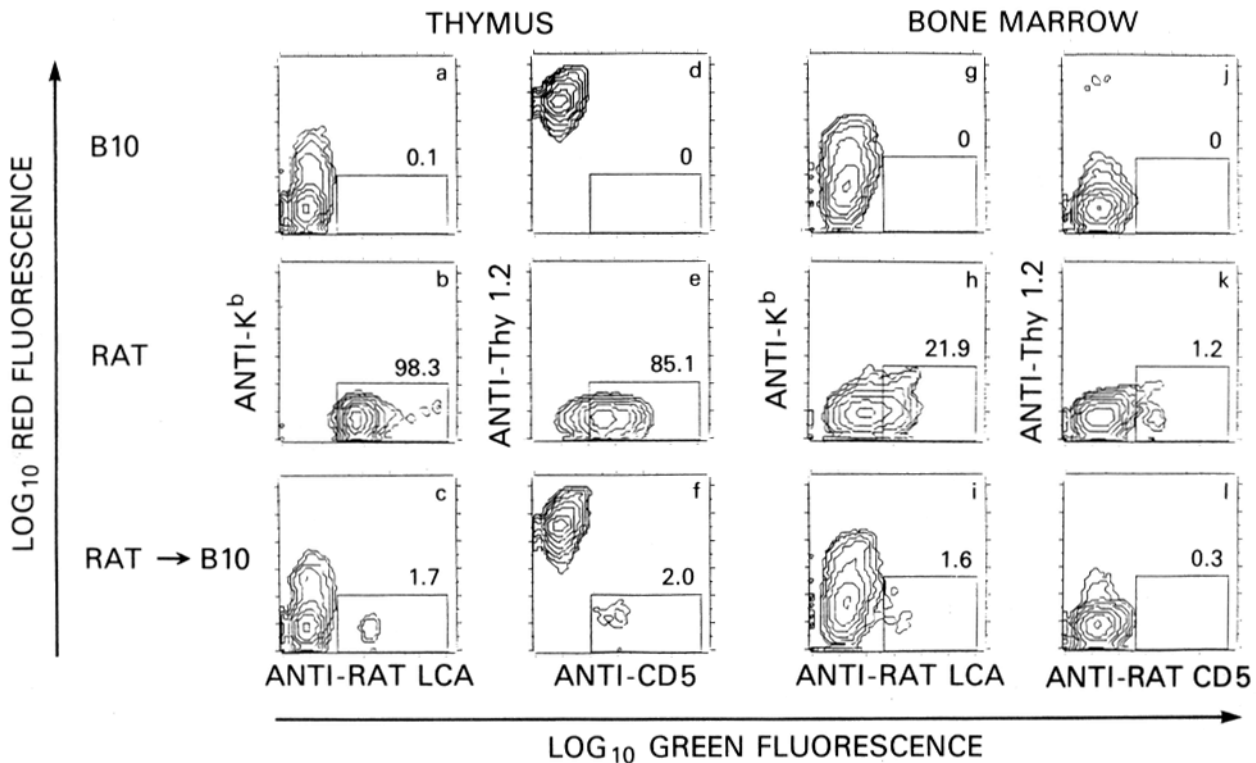 THYMUS BONE MARROW
a d g j
B10 0.1 0 0 0
b e h k
RAT 98.3 85.1 21.9 1.2
c f i l
RAT → B10 1.7 2.0 1.6 0.3
ANTI-Kᵇ ANTI-Thy 1.2 ANTI-Kᵇ ANTI-Thy 1.2
LOG₁₀ RED FLUORESCENCE
ANTI-RAT LCA ANTI-CD5 ANTI-RAT LCA ANTI-RAT CD5
LOG₁₀ GREEN FLUORESCENCE